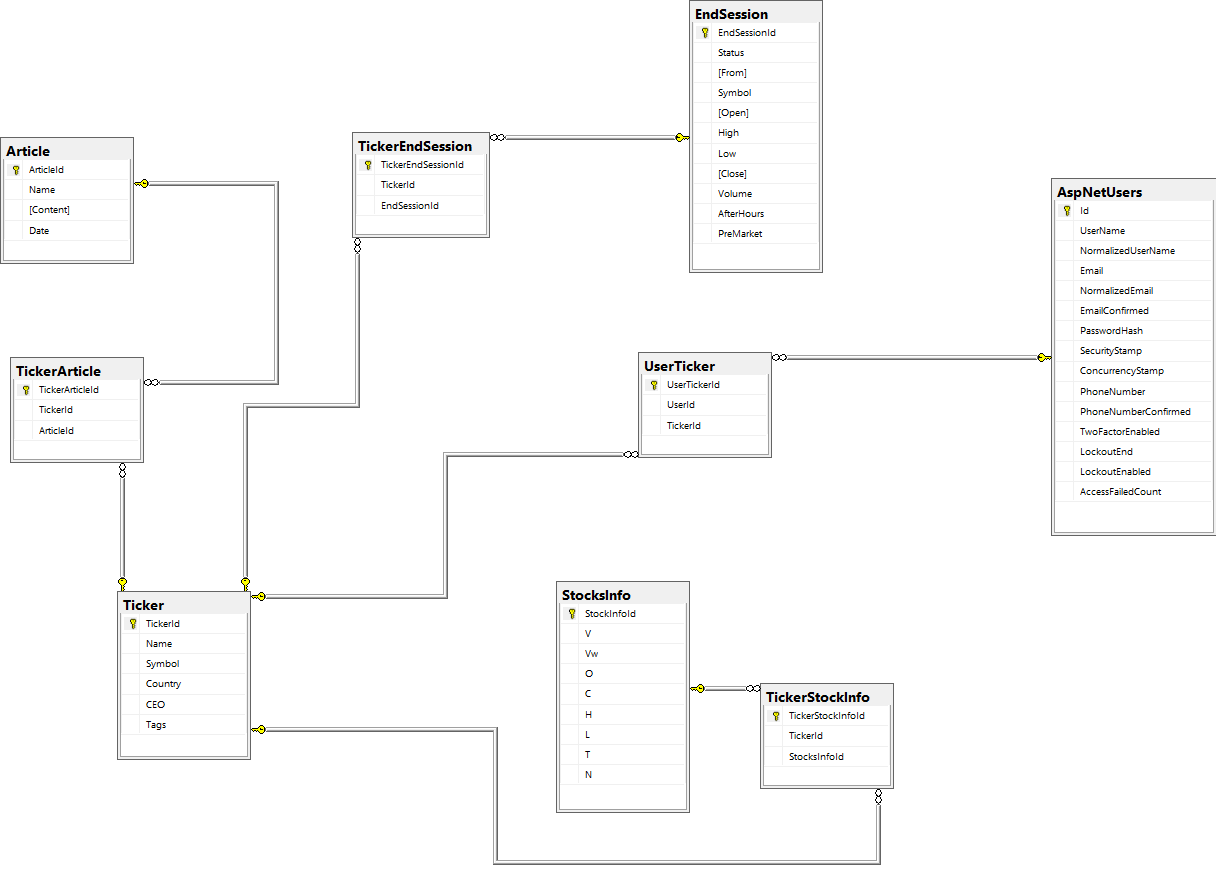 EndSession
EndSessionId
Status
[From]
Symbol
[Open]
High
Low
[Close]
Volume
AfterHours
PreMarket
Article
ArticleId
Name
[Content]
Date
TickerEndSession
TickerEndSessionId
TickerId
EndSessionId
AspNetUsers
Id
UserName
NormalizedUserName
Email
NormalizedEmail
EmailConfirmed
PasswordHash
SecurityStamp
ConcurrencyStamp
PhoneNumber
PhoneNumberConfirmed
TwoFactorEnabled
LockoutEnd
LockoutEnabled
AccessFailedCount
TickerArticle
TickerArticleId
TickerId
ArticleId
UserTicker
UserTickerId
UserId
TickerId
Ticker
TickerId
Name
Symbol
Country
CEO
Tags
StocksInfo
StockInfoId
V
Vw
O
C
H
L
T
N
TickerStockInfo
TickerStockInfoId
TickerId
StocksInfoId